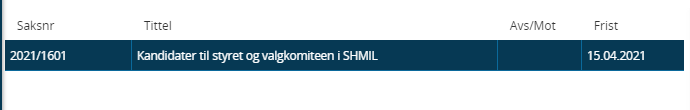 Saksnr Tittel Avs/Mot Frist
2021/1601 Kandidater til styret og valgkomiteen i SHMIL 15.04.2021